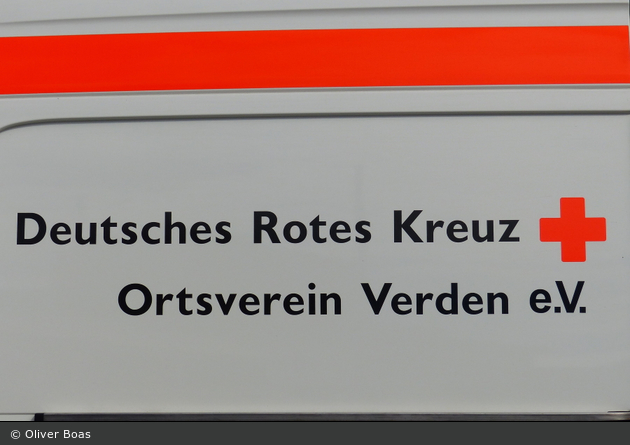 Deutsches Rotes Kreuz
Ortsverein Verden e.V.
© Oliver Boas